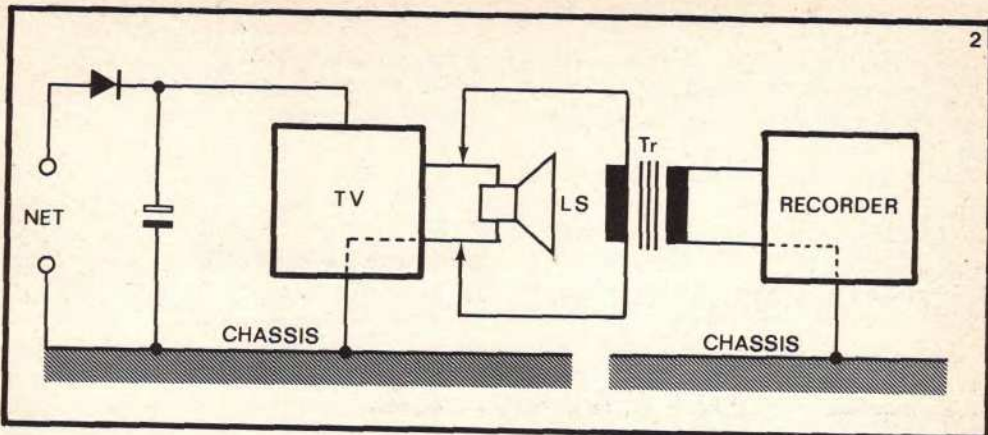 2
NET
TV
LS
Tr
RECORDER
CHASSIS
CHASSIS